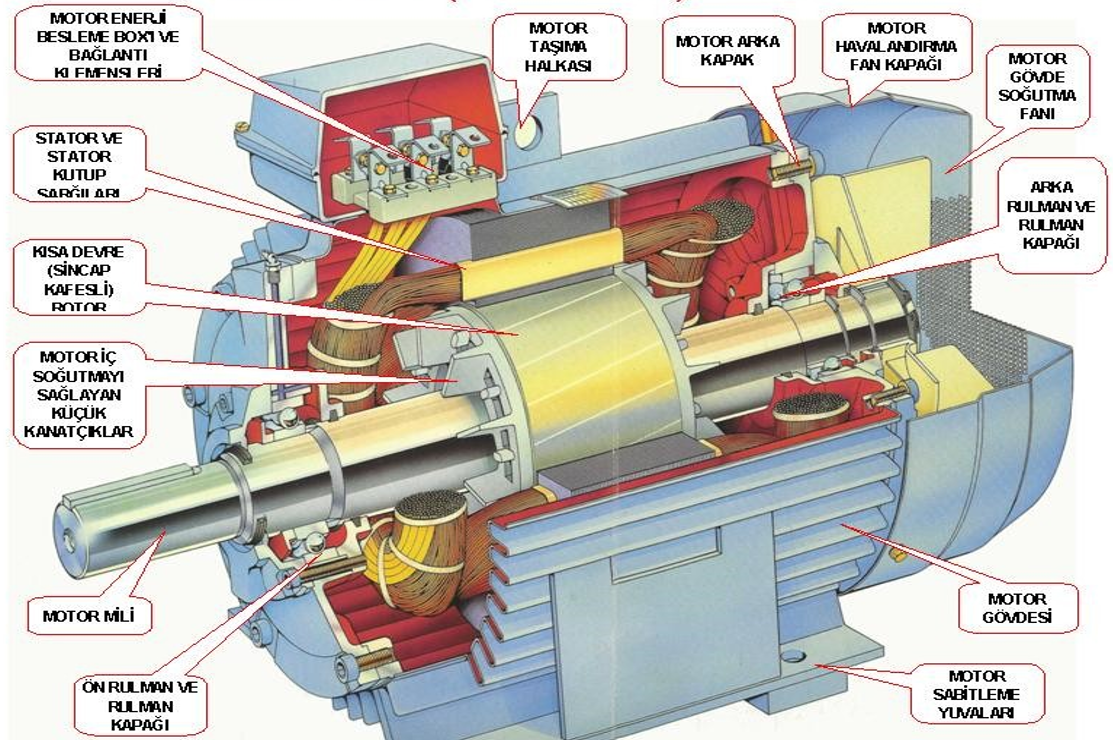 MOTOR ENERJİ
BESLEME BOX'I VE
BAĞLANTI
KLEMENSLERİ
MOTOR
TAŞIMA
HALKASI
MOTOR ARKA
KAPAK
MOTOR
HAVALANDIRMA
FAN KAPAĞI
MOTOR
GÖVDE
SOĞUTMA
FANI
STATOR VE
STATOR
KUTUP
SARGILARI
ARKA
RULMAN VE
RULMAN
KAPAĞI
KISA DEVRE
(SİNCAP
KAFESLİ)
ROTOR
MOTOR İÇ
SOĞUTMAYI
SAĞLAYAN
KÜÇÜK
KANATÇIKLAR
MOTOR MİLİ
MOTOR
GÖVDESİ
ÖN RULMAN VE
RULMAN
KAPAĞI
MOTOR
SABİTLEME
YUVALARI